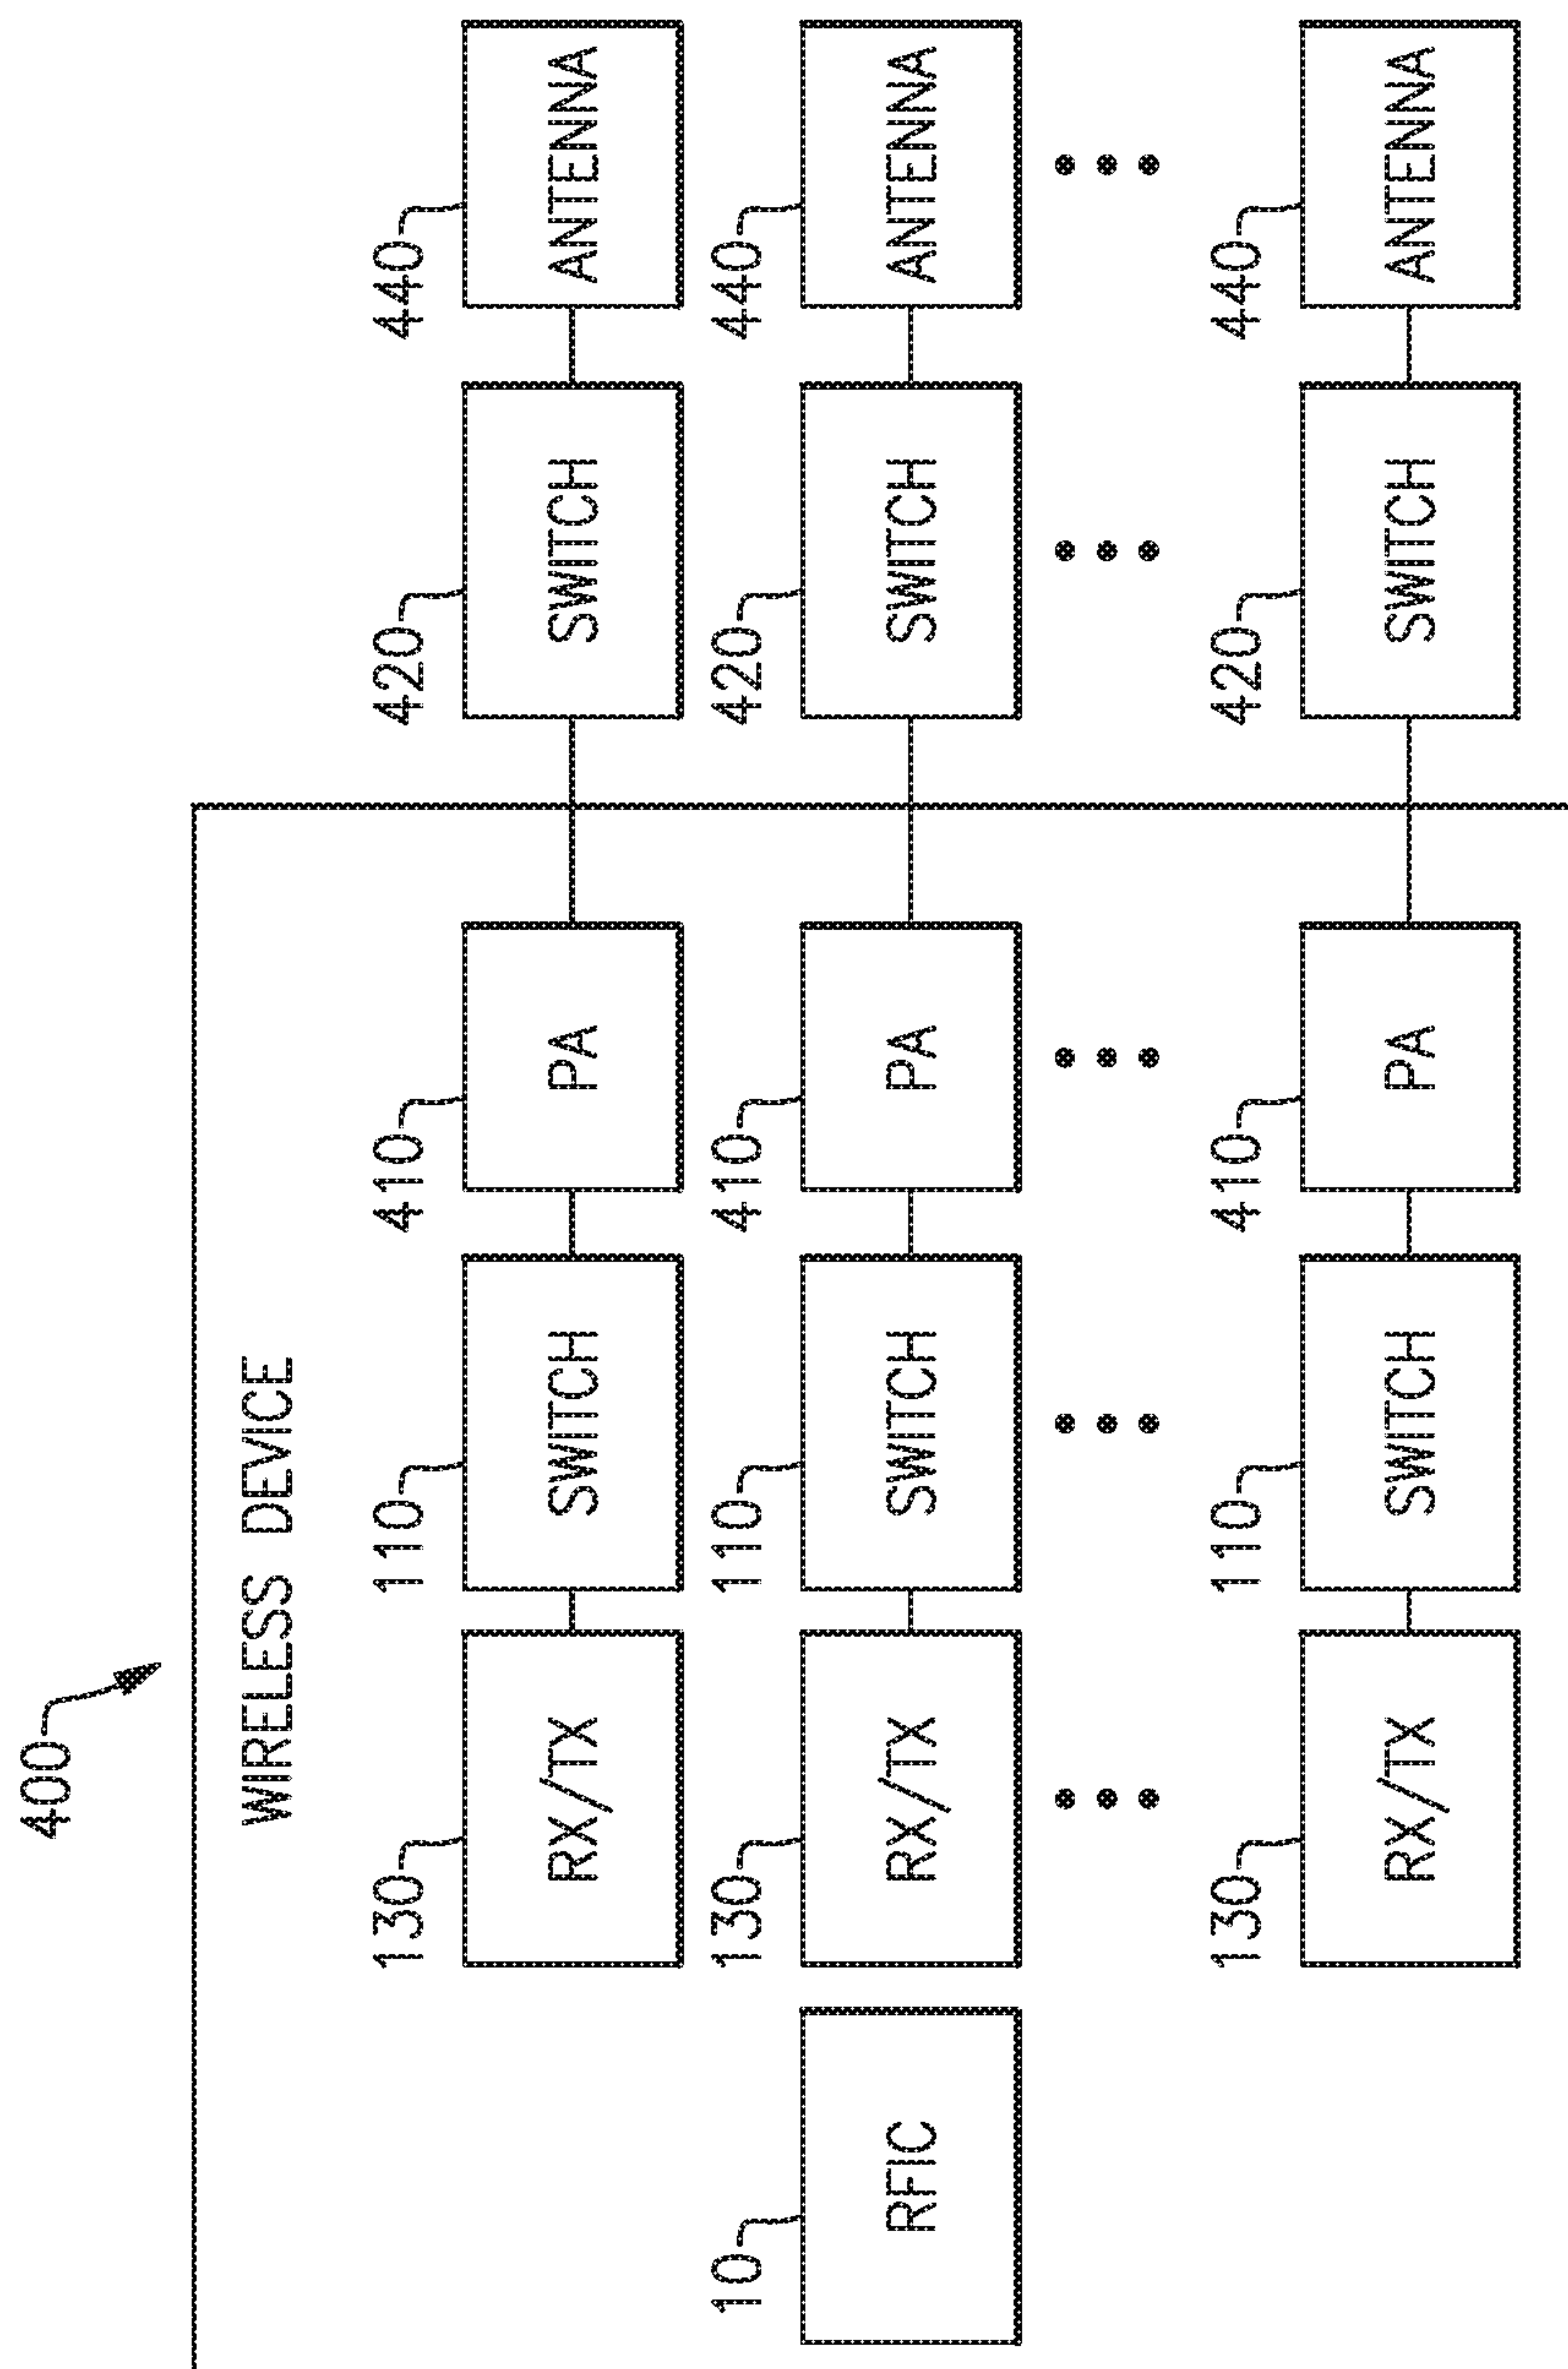 400
WIRELESS DEVICE
130
110
410
420
440
RX/TX
SWITCH
PA
SWITCH
ANTENNA
10
130
110
410
420
440
RFIC
RX/TX
SWITCH
PA
SWITCH
ANTENNA
130
110
410
420
440
RX/TX
SWITCH
PA
SWITCH
ANTENNA